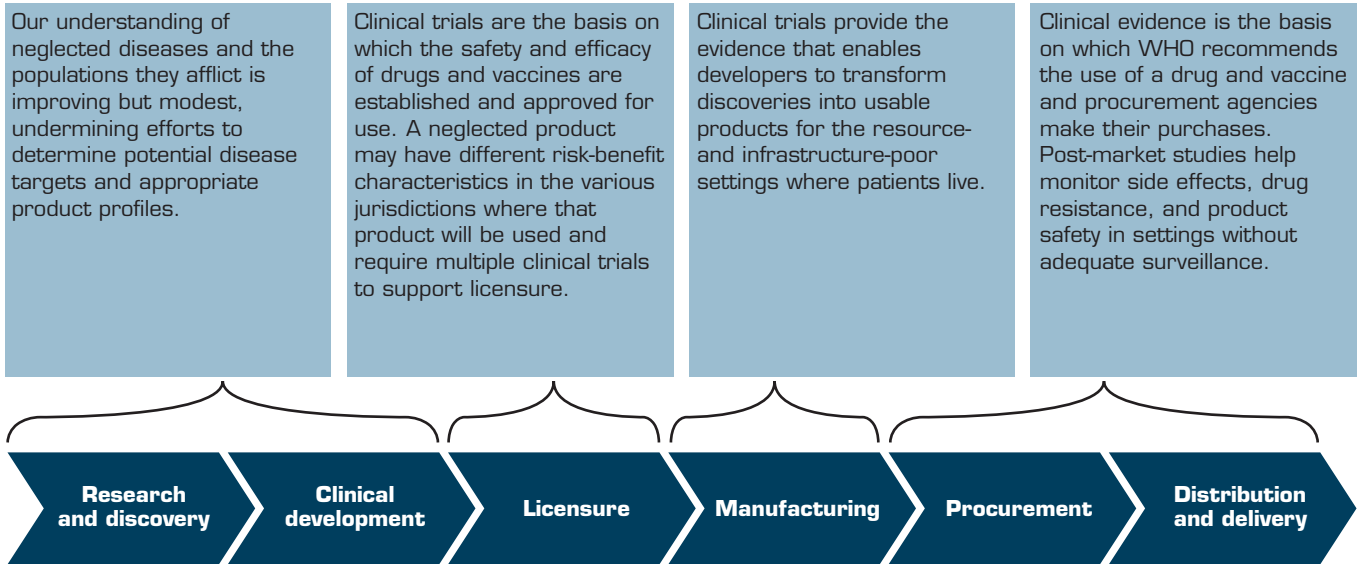 Our understanding of
neglected diseases and the
populations they afflict is
improving but modest,
undermining efforts to
determine potential disease
targets and appropriate
product profiles.
Clinical trials are the basis on
which the safety and efficacy
of drugs and vaccines are
established and approved for
use. A neglected product
may have different risk-benefit
characteristics in the various
jurisdictions where that
product will be used and
require multiple clinical trials
to support licensure.
Clinical trials provide the
evidence that enables
developers to transform
discoveries into usable
products for the resource-
and infrastructure-poor
settings where patients live.
Clinical evidence is the basis
on which WHO recommends
the use of a drug and vaccine
and procurement agencies
make their purchases.
Post-market studies help
monitor side effects, drug
resistance, and product
safety in settings without
adequate surveillance.
Research
and discovery
Clinical
development
Licensure
Manufacturing
Procurement
Distribution
and delivery